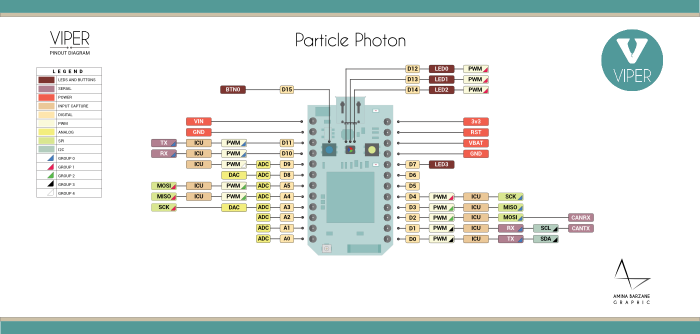 VIPER
PINOUT DIAGRAM
Particle Photon
VIPER
LEGEND
LEDS AND BUTTONS
SERIAL
POWER
INPUT CAPTURE
DIGITAL
PWM
ANALOG
SPI
I2C
GROUP 0
GROUP 1
GROUP 2
GROUP 3
GROUP 4
D12 LED0 PWM
D13 LED1 PWM
D14 LED2 PWM
BTN0 D15
VIN
GND
TX ICU PWM D11
RX ICU PWM D10
ICU PWM ADC D9
DAC ADC D8
MOSI ICU PWM ADC A5
MISO ICU PWM ADC A4
SCK DAC ADC A3
ADC A2
ADC A1
ADC A0
3v3
RST
VBAT
GND
D7 LED3
D6
D5
D4 PWM ICU SCK
D3 PWM ICU MISO
D2 PWM ICU MOSI CANRX
D1 PWM ICU RX SCL CANTX
D0 PWM ICU TX SDA
AMINA BARZANE
GRAPHIC